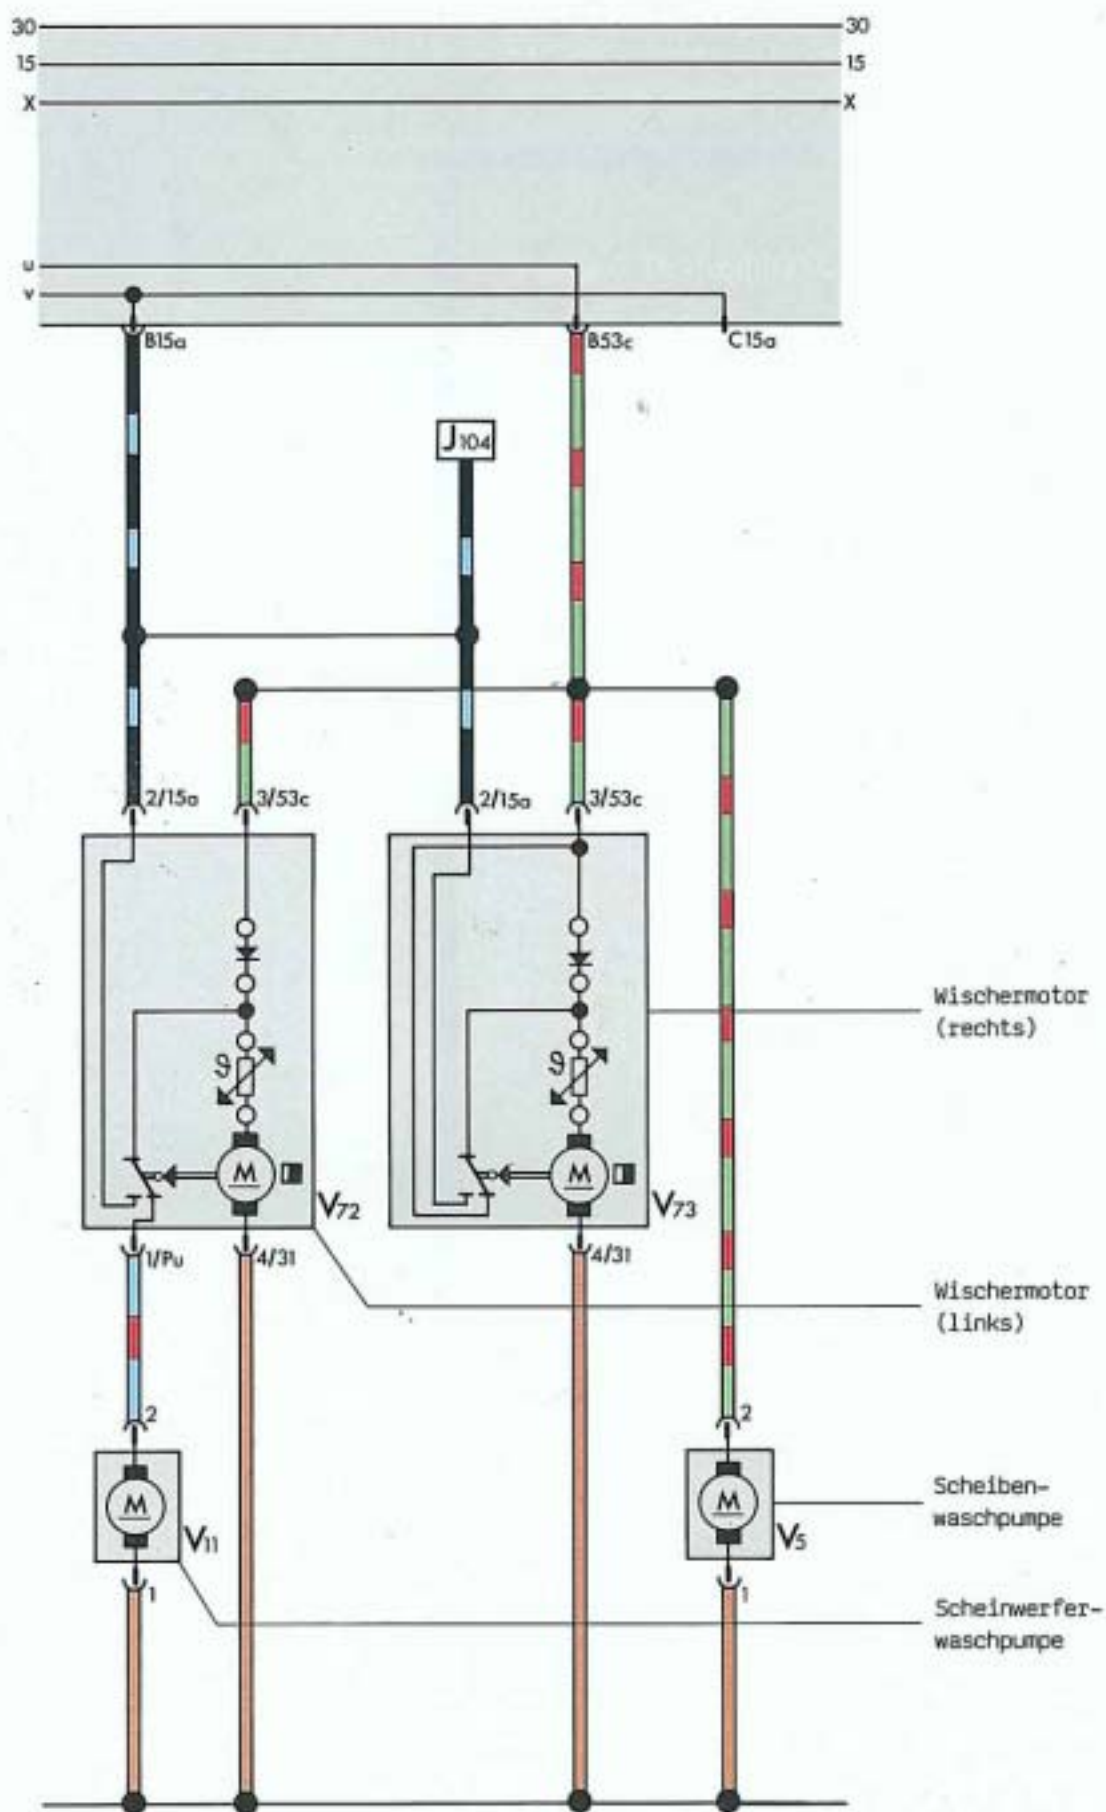 30 30
15 15
X X
u
v
B15a B53c C15a
J104
2/15a 3/53c 2/15a 3/53c
Wischermotor
(rechts)
ϑ ϑ
M M
V72 V73
1/Pu 4/31 4/31
Wischermotor
(links)
2 2
Scheiben-
waschpumpe
M M
V11 V5
1 1
Scheinwerfer-
waschpumpe